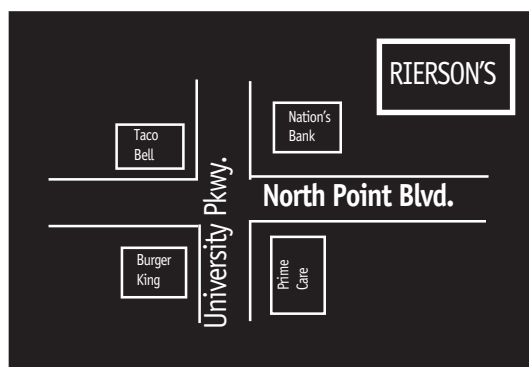 RIERSON'S
Taco
Bell
Nation's
Bank
University Pkwy.
North Point Blvd.
Burger
King
Prime
Care